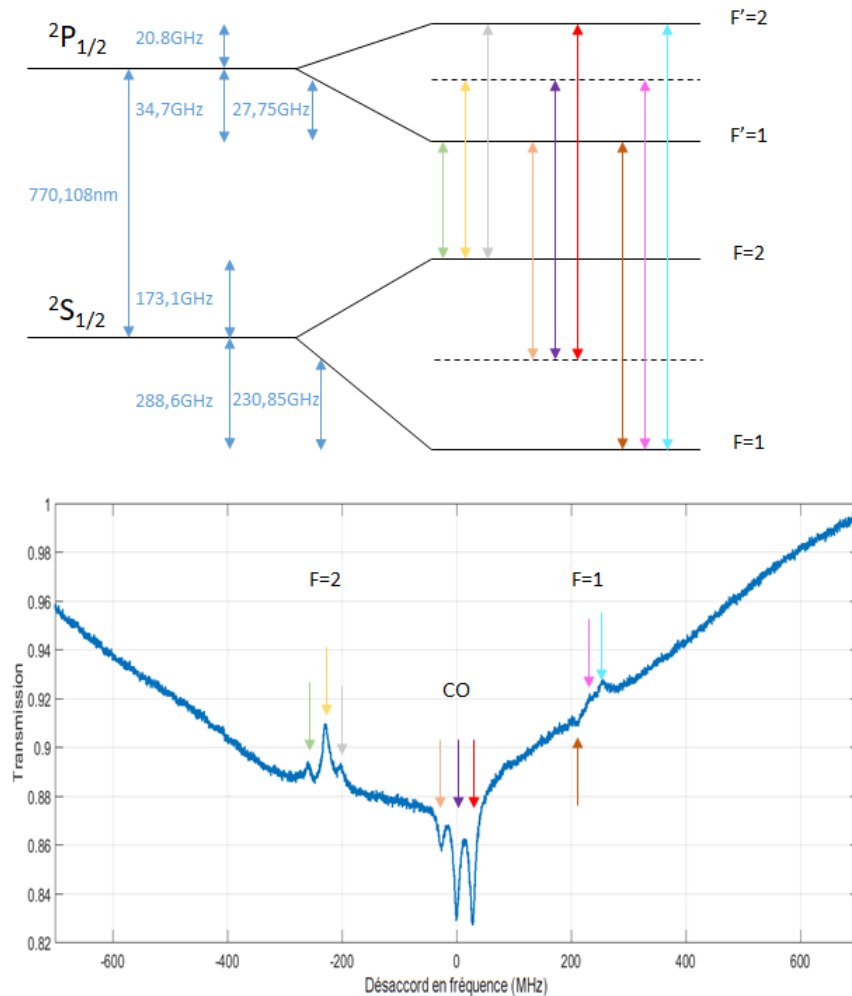 F'=2
²P₁/₂
20.8GHz
34,7GHz
27,75GHz
F'=1
770,108nm
F=2
173,1GHz
²S₁/₂
288,6GHz
230,85GHz
F=1
1
0.98
0.96
0.94
0.92
0.9
0.88
0.86
0.84
0.82
Transmission
F=2
CO
F=1
-600
-400
-200
0
200
400
600
Désaccord en fréquence (MHz)